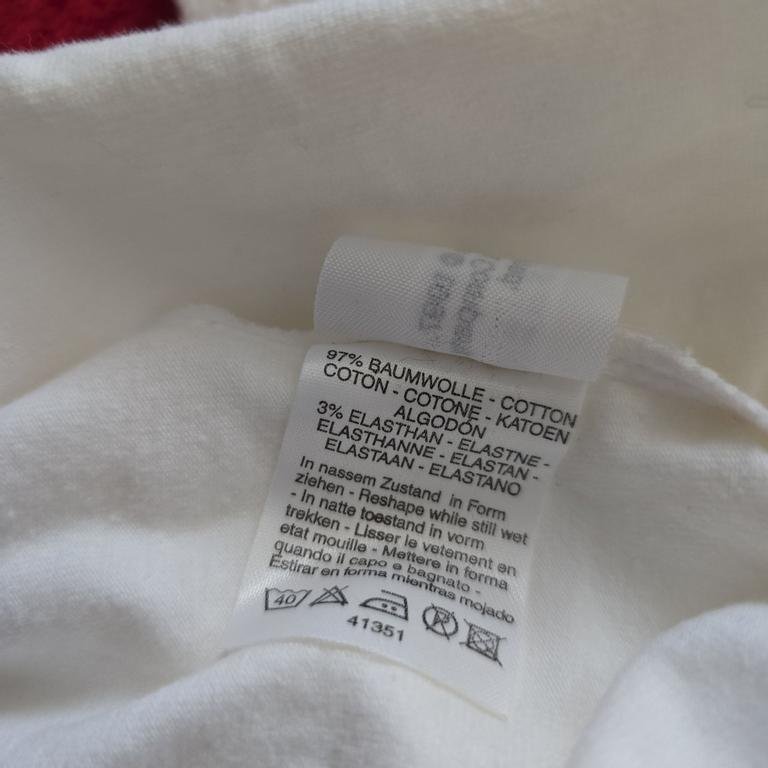 97% BAUMWOLLE - COTTON
COTON - COTONE - KATOEN
ALGODÓN
3% ELASTHAN - ELASTNE -
ELASTHANNE - ELASTAN -
ELASTAAN - ELASTANO
In nassem Zustand in Form
ziehen - Reshape while still wet
- In natte toestand in vorm
trekken - Lisser le vetement en
etat mouille - Mettere in forma
quando il capo e bagnato -
Estirar en forma mientras mojado
40
P
41351